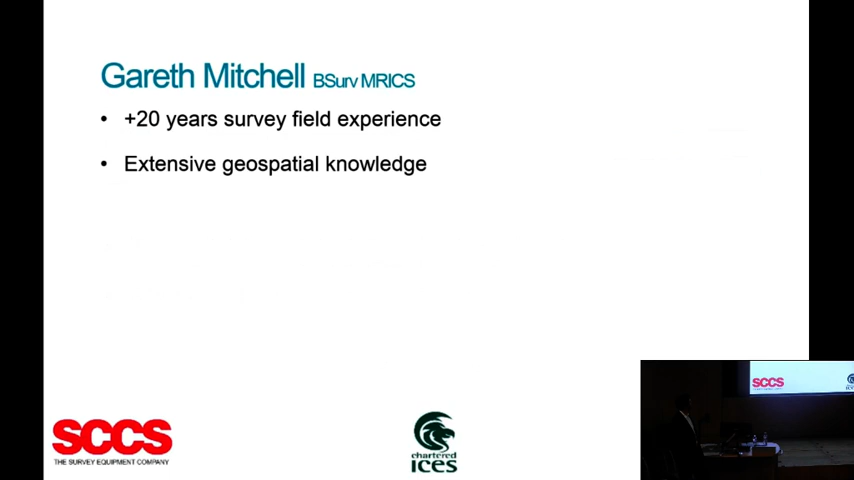 Gareth Mitchell BSurv MRICS
• +20 years survey field experience
• Extensive geospatial knowledge
SCCS
THE SURVEY EQUIPMENT COMPANY
chartered
ICES
SCCS